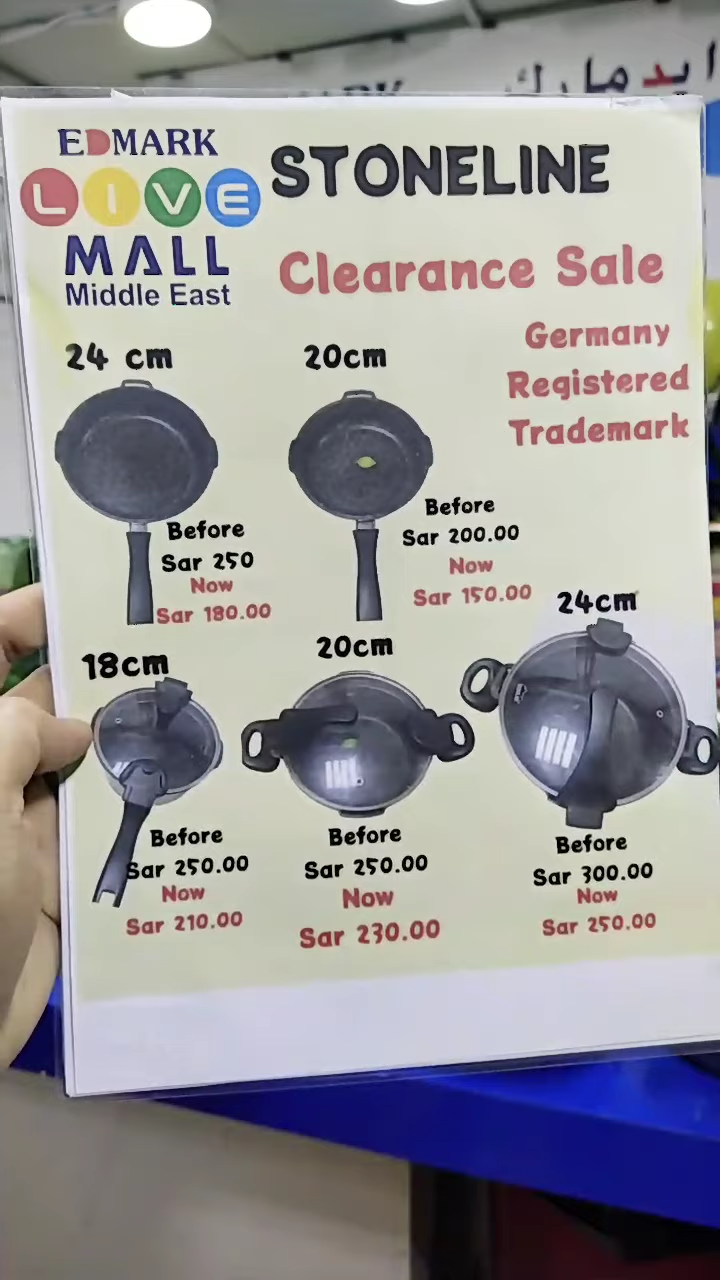 ايدمارك
EDMARK
LIVE
MALL
Middle East
STONELINE
Clearance Sale
Germany
Registered
Trademark
24 cm
Before
Sar 250
Now
Sar 180.00
20cm
Before
Sar 200.00
Now
Sar 150.00
18cm
Before
Sar 250.00
Now
Sar 210.00
20cm
Before
Sar 250.00
Now
Sar 230.00
24cm
Before
Sar 300.00
Now
Sar 250.00